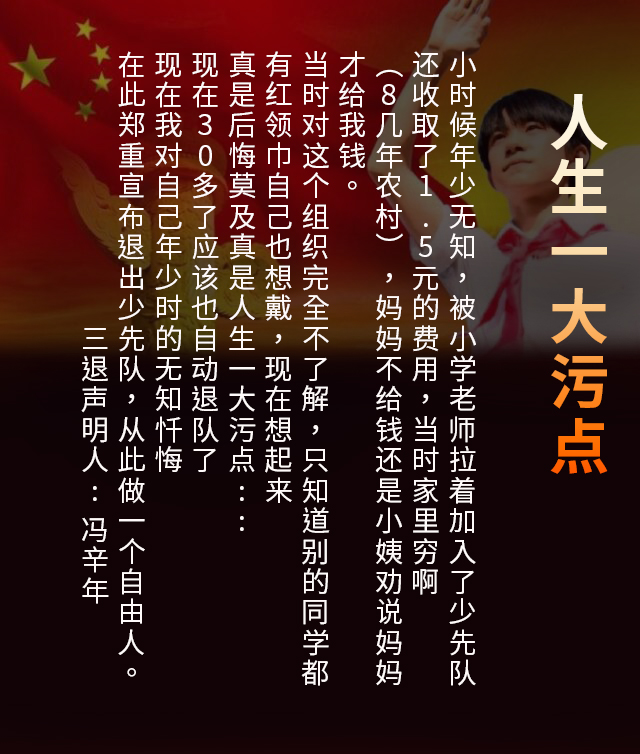 人生一大污点
小时候年少无知，被小学老师拉着加入了少先队
还收取了1.5元的费用，当时家里穷啊
（8几年农村），妈妈不给钱还是小姨劝说妈妈
才给我钱。
当时对这个组织完全不了解，只知道别的同学都
有红领巾自己也想戴，现在想起来
真是后悔莫及真是人生一大污点：：
现在30多了应该也自动退队了
现在我对自己年少时的无知忏悔
在此郑重宣布退出少先队，从此做一个自由人。
三退声明人：冯辛年